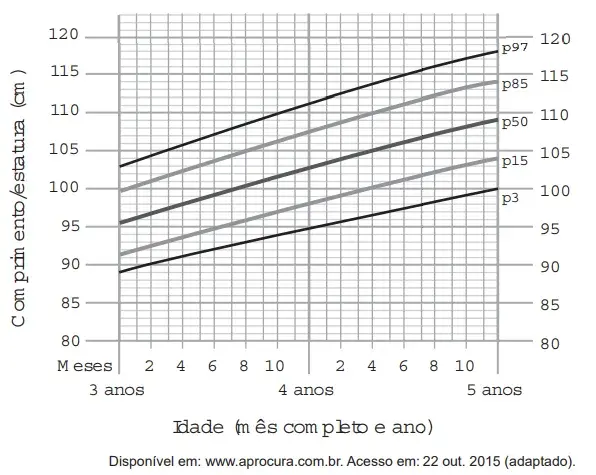 Comprimento/estatura (cm)
120
115
110
105
100
95
90
85
80
p97
p85
p50
p15
p3
120
115
110
105
100
95
90
85
80
Meses 2 4 6 8 10 2 4 6 8 10
3 anos 4 anos 5 anos
Idade (mês completo e ano)
Disponível em: www.aprocura.com.br. Acesso em: 22 out. 2015 (adaptado).